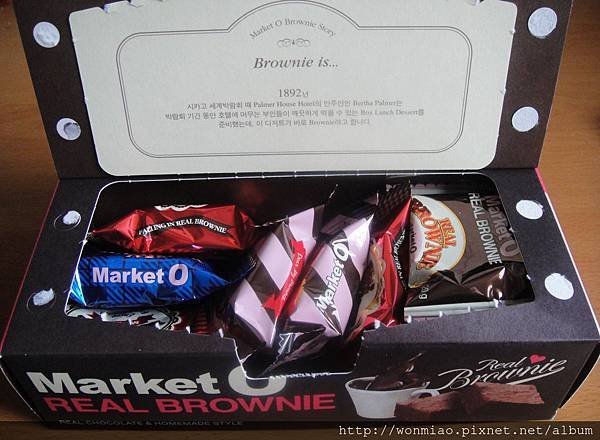 Market O Brownie Story
Brownie is...
1892년
시카고 세계박람회 때 Palmer House Hotel의 안주인인 Bertha Palmer는
박람회 기간 동안 호텔에 머무는 부인들이 깨끗하게 먹을 수 있는 Box Lunch Dessert를
준비했는데, 이 디저트가 바로 Brownie라고 합니다.
FALLING IN REAL BROWNIE
Market O
Market O
REAL
BROWNIE
Market O
REAL BROWNIE
Market O
REAL BROWNIE
REAL CHOCOLATE & HOMEMADE STYLE
Real
Brownie
http://wonmiao.pixnet.net/album